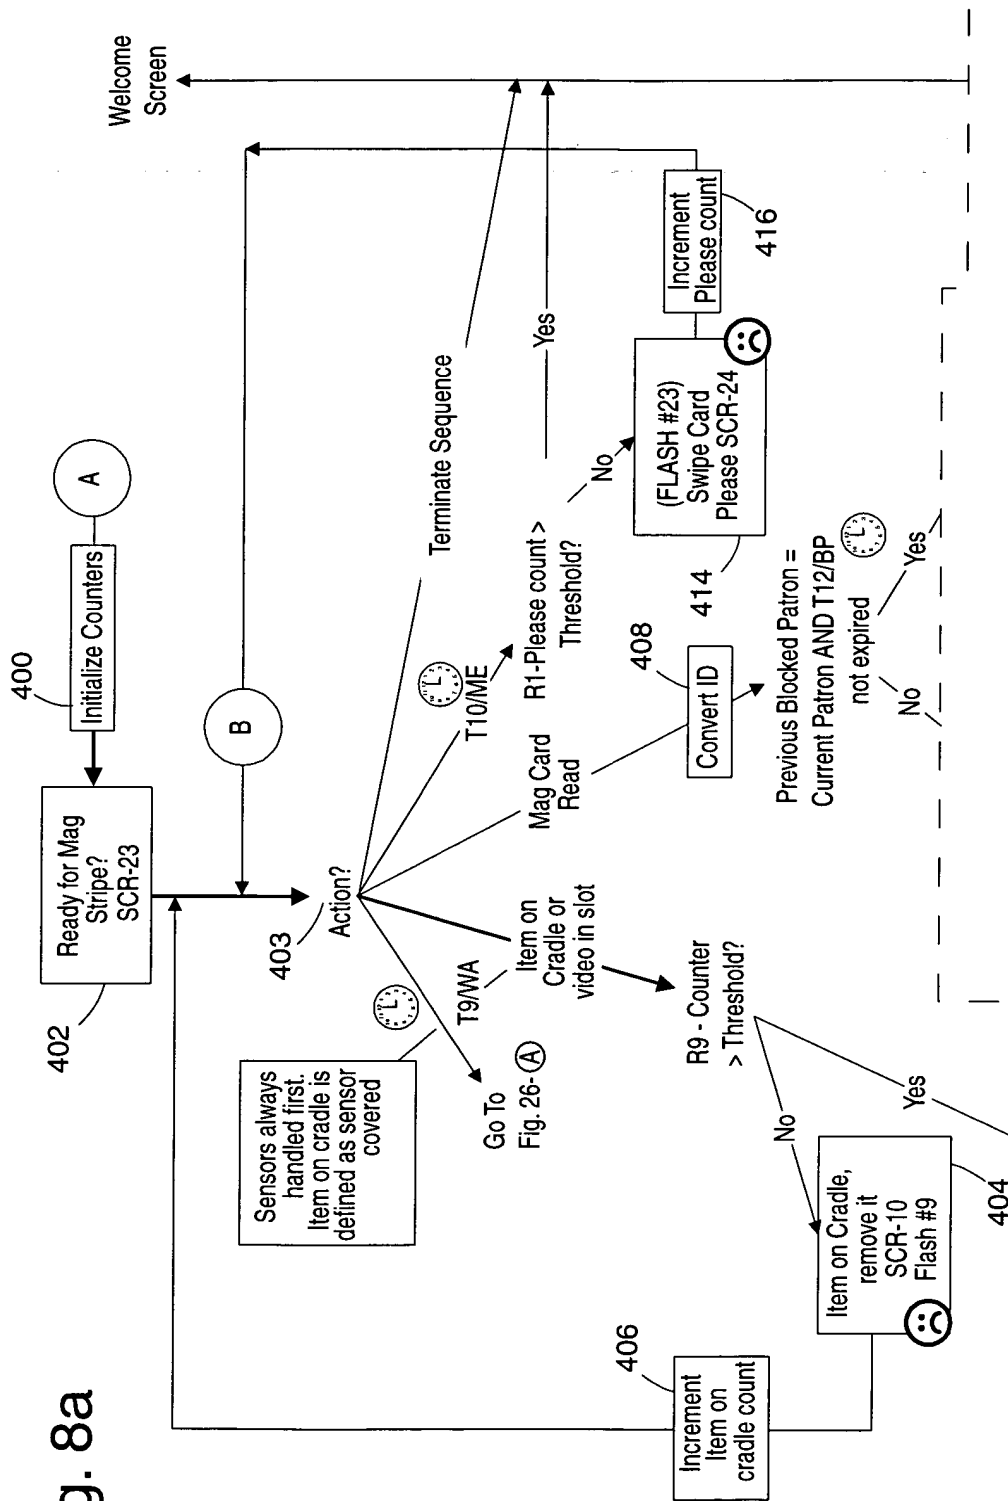 g. 8a
A
400
Initialize Counters
Ready for Mag
Stripe?
SCR-23
402
B
Welcome
Screen
403
Action?
Sensors always
handled first.
Item on cradle is
defined as sensor
covered
T9/WA
Go To
Fig. 26-A
Item on
Cradle or
video in slot
Mag Card
Read
T10/ME
Terminate Sequence
R1-Please count >
Threshold?
Yes
No
(FLASH #23)
Swipe Card
Please SCR-24
414
Increment
Please count
416
408
Convert ID
Previous Blocked Patron =
Current Patron AND T12/BP
not expired
No
Yes
R9 - Counter
> Threshold?
No
Yes
Item on Cradle,
remove it
SCR-10
Flash #9
404
406
Increment
Item on
cradle count